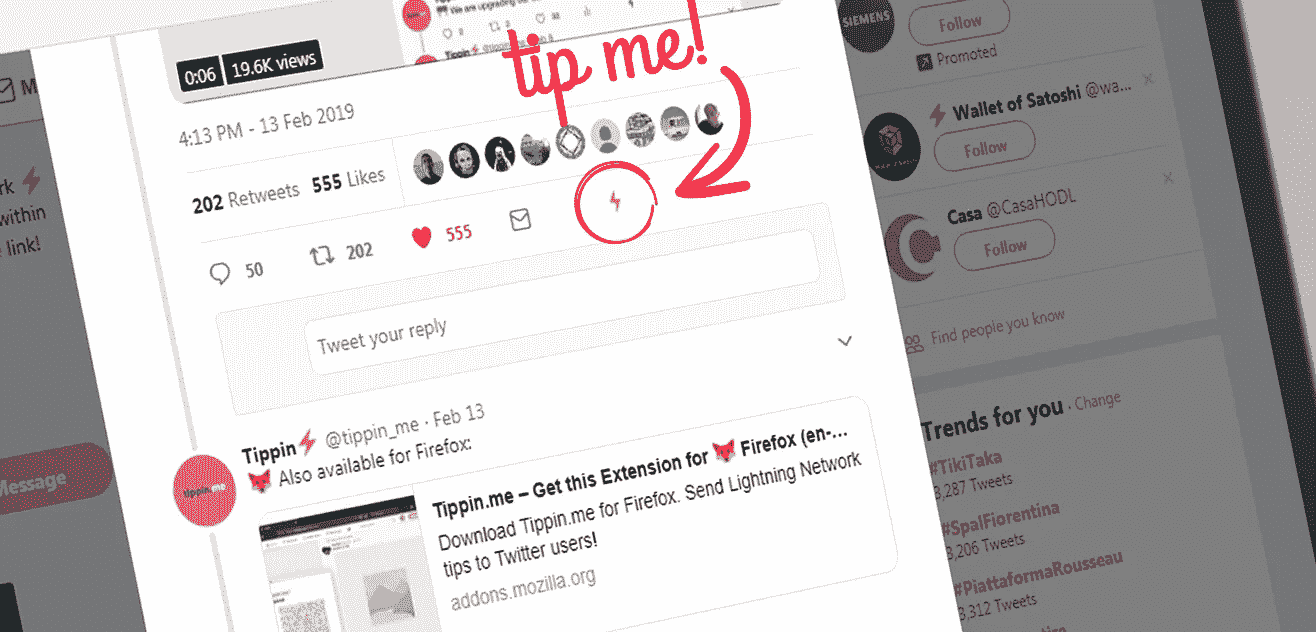 We are upgrading our
tip me!
0:06 19.6K views
4:13 PM - 13 Feb 2019
202 Retweets 555 Likes
50 202 555
Tweet your reply
Tippin @tippin_me · Feb 13
Also available for Firefox:
Tippin.me – Get this Extension for Firefox (en-...
Download Tippin.me for Firefox. Send Lightning Network
tips to Twitter users!
addons.mozilla.org
rk
within
link!
Message
SIEMENS
Follow
Promoted
Wallet of Satoshi @wa...
Follow
Casa @CasaHODL
Follow
Find people you know
Trends for you · Change
#TikiTaka
3,287 Tweets
#SpalFiorentina
3,206 Tweets
#PiattaformaRousseau
3,312 Tweets